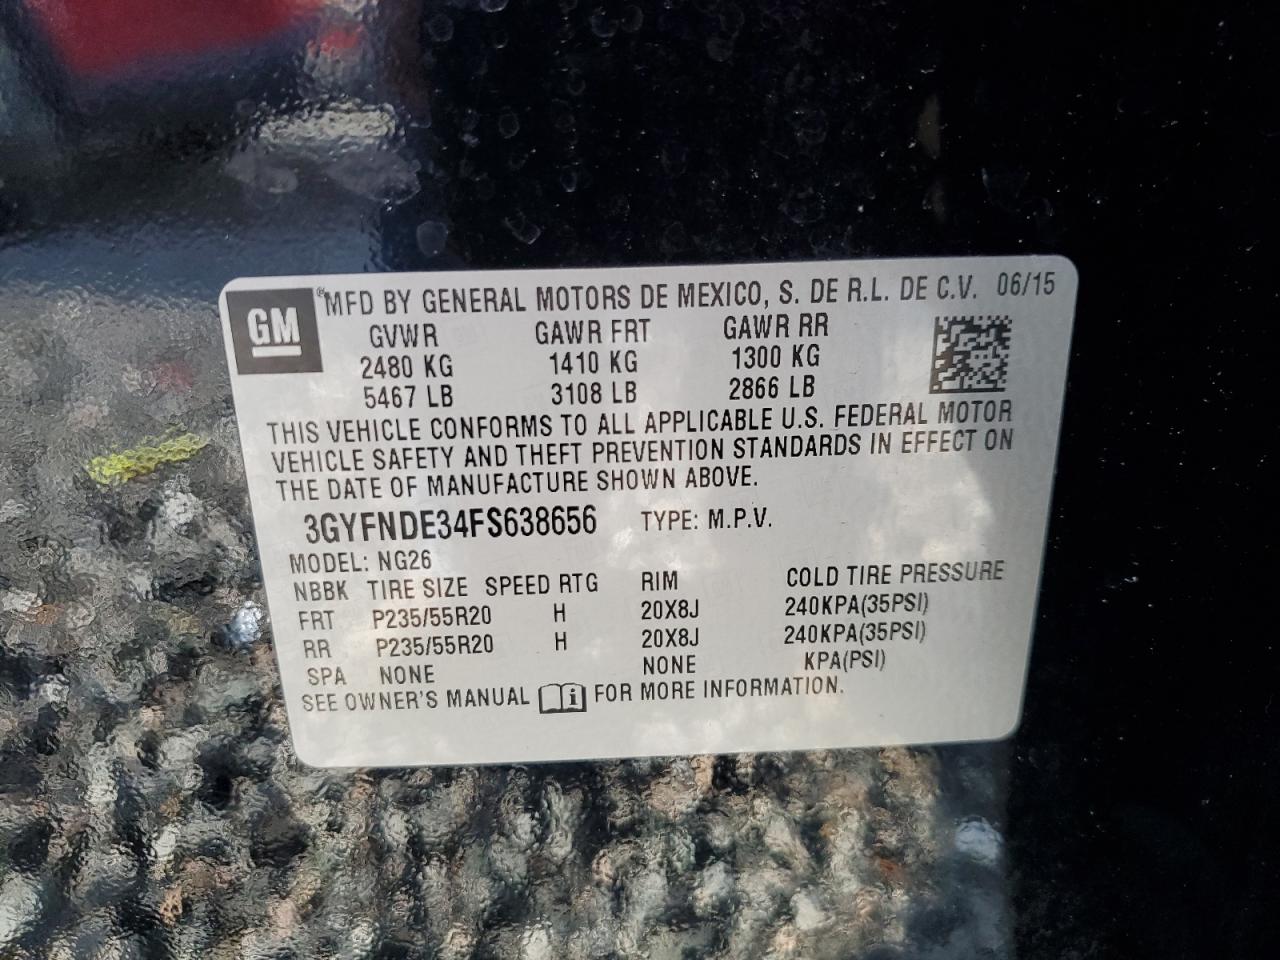 GM ® MFD BY GENERAL MOTORS DE MEXICO, S. DE R.L. DE C.V. 06/15
GVWR GAWR FRT GAWR RR
2480 KG 1410 KG 1300 KG
5467 LB 3108 LB 2866 LB
THIS VEHICLE CONFORMS TO ALL APPLICABLE U.S. FEDERAL MOTOR
VEHICLE SAFETY AND THEFT PREVENTION STANDARDS IN EFFECT ON
THE DATE OF MANUFACTURE SHOWN ABOVE.
3GYFNDE34FS638656 TYPE: M.P.V.
MODEL: NG26
NBBK TIRE SIZE SPEED RTG RIM COLD TIRE PRESSURE
FRT P235/55R20 H 20X8J 240KPA(35PSI)
RR P235/55R20 H 20X8J 240KPA(35PSI)
SPA NONE NONE KPA(PSI)
SEE OWNER'S MANUAL i FOR MORE INFORMATION.